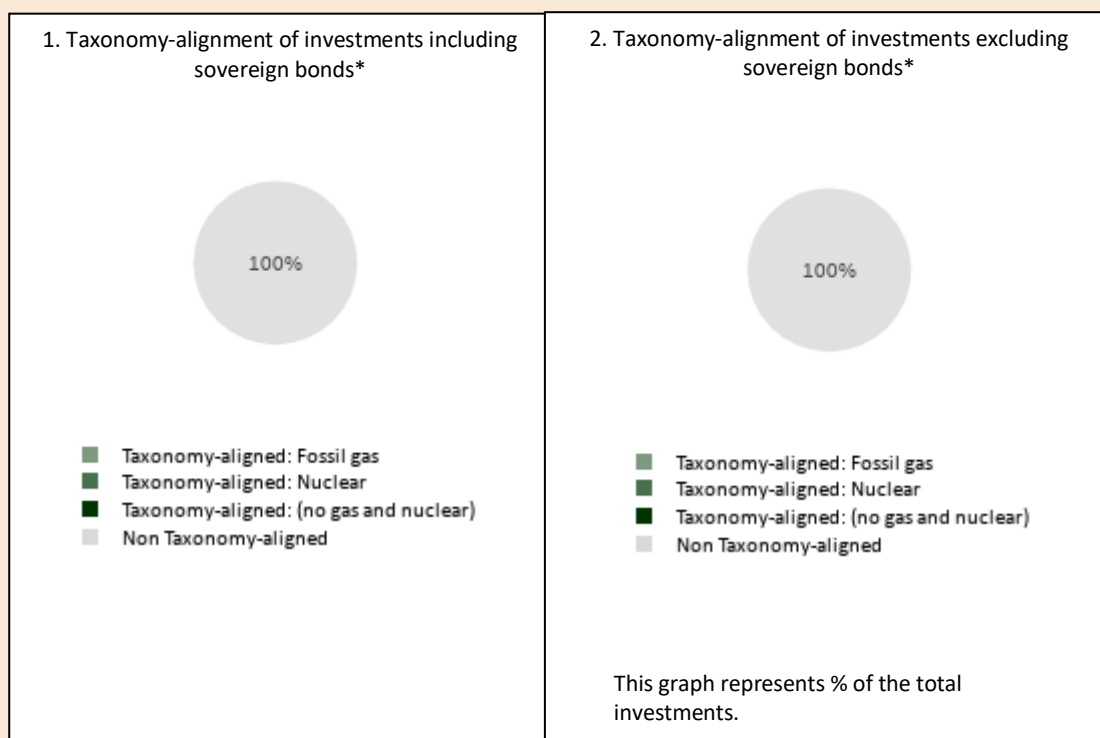 1. Taxonomy-alignment of investments including
sovereign bonds*
100%
Taxonomy-aligned: Fossil gas
Taxonomy-aligned: Nuclear
Taxonomy-aligned: (no gas and nuclear)
Non Taxonomy-aligned
2. Taxonomy-alignment of investments excluding
sovereign bonds*
100%
Taxonomy-aligned: Fossil gas
Taxonomy-aligned: Nuclear
Taxonomy-aligned: (no gas and nuclear)
Non Taxonomy-aligned
This graph represents % of the total
investments.